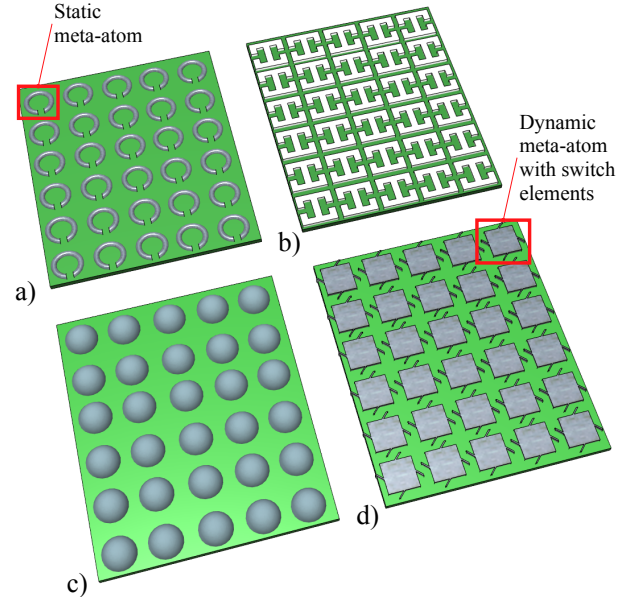 Static
meta-atom
a)
b)
Dynamic
meta-atom
with switch
elements
c)
d)